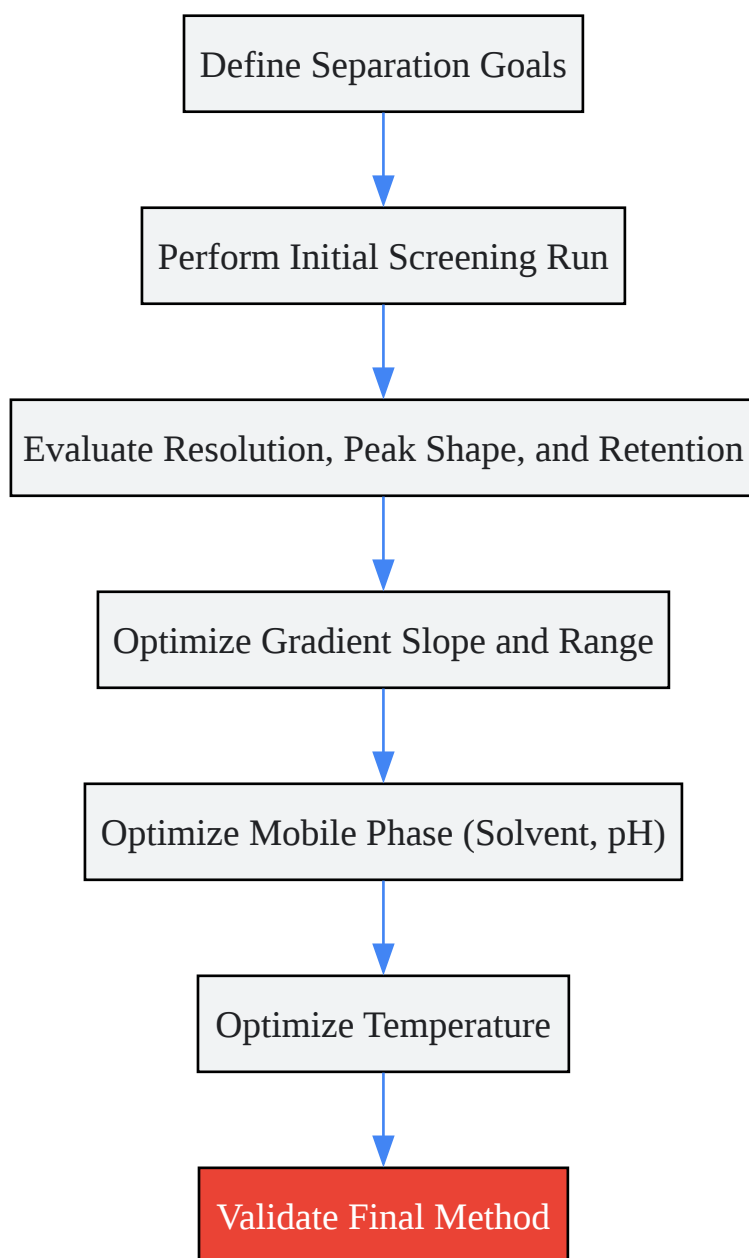 Define Separation Goals
Perform Initial Screening Run
Evaluate Resolution, Peak Shape, and Retention
Optimize Gradient Slope and Range
Optimize Mobile Phase (Solvent, pH)
Optimize Temperature
Validate Final Method